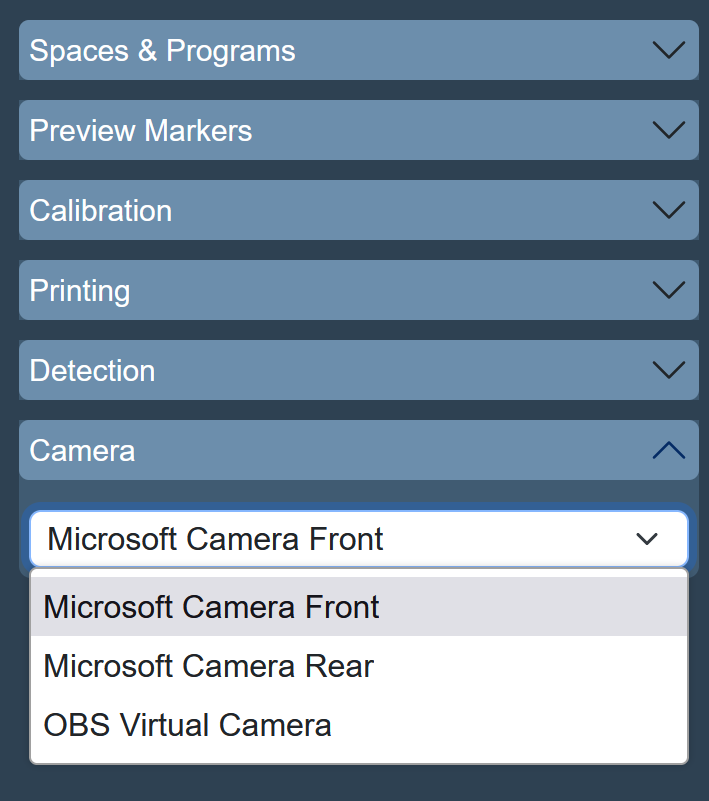 Spaces & Programs
Preview Markers
Calibration
Printing
Detection
Camera
Microsoft Camera Front
Microsoft Camera Front
Microsoft Camera Rear
OBS Virtual Camera